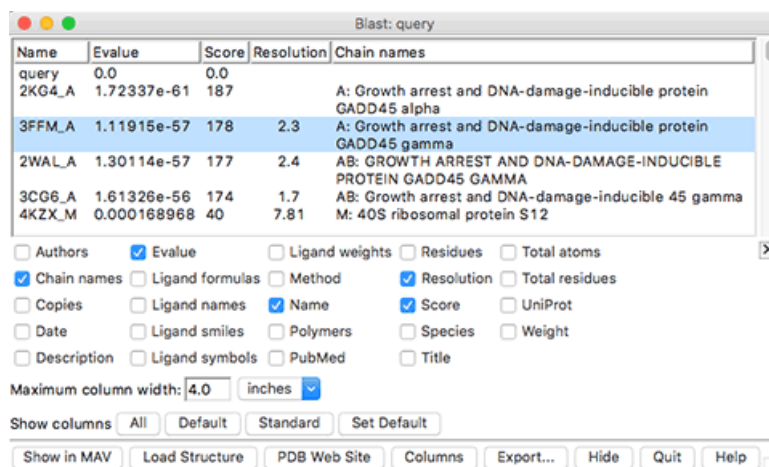 Blast: query
Name Evalue Score Resolution Chain names
query 0.0 0.0
2KG4_A 1.72337e-61 187 A: Growth arrest and DNA-damage-inducible protein
GADD45 alpha
3FFM_A 1.11915e-57 178 2.3 A: Growth arrest and DNA-damage-inducible protein
GADD45 gamma
2WAL_A 1.30114e-57 177 2.4 AB: GROWTH ARREST AND DNA-DAMAGE-INDUCIBLE
PROTEIN GADD45 GAMMA
3CG6_A 1.61326e-56 174 1.7 AB: Growth arrest and DNA-damage-inducible 45 gamma
4KZX_M 0.000168968 40 7.81 M: 40S ribosomal protein S12
Authors Evalue Ligand weights Residues Total atoms
Chain names Ligand formulas Method Resolution Total residues
Copies Ligand names Name Score UniProt
Date Ligand smiles Polymers Species Weight
Description Ligand symbols PubMed Title
Maximum column width: 4.0 inches
Show columns All Default Standard Set Default
Show in MAV Load Structure PDB Web Site Columns Export... Hide Quit Help